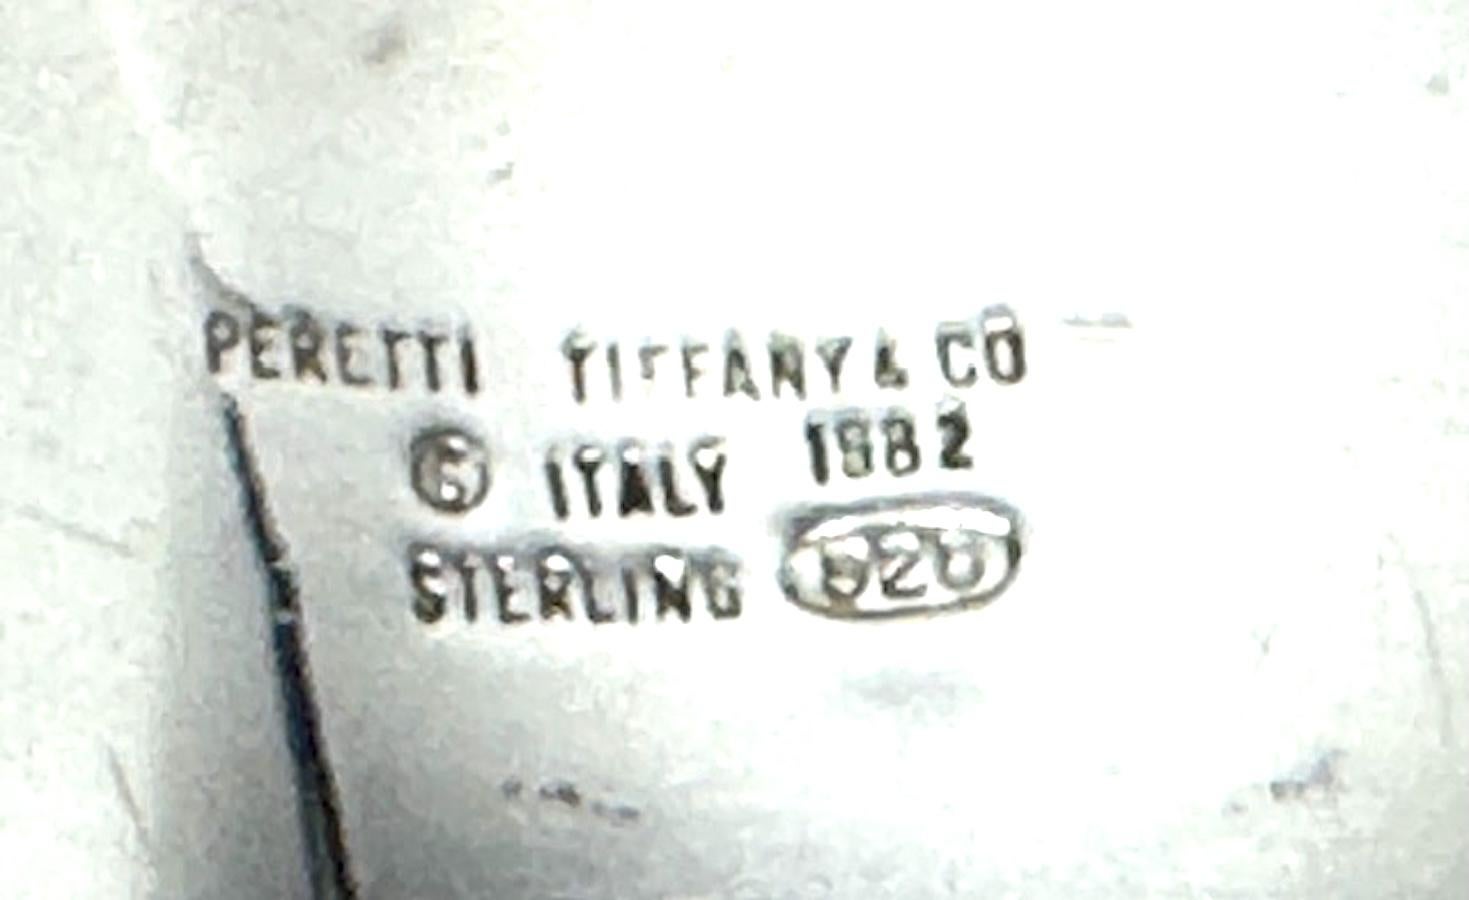 PERETTI TIFFANY & CO
© ITALY 1982
STERLING 925